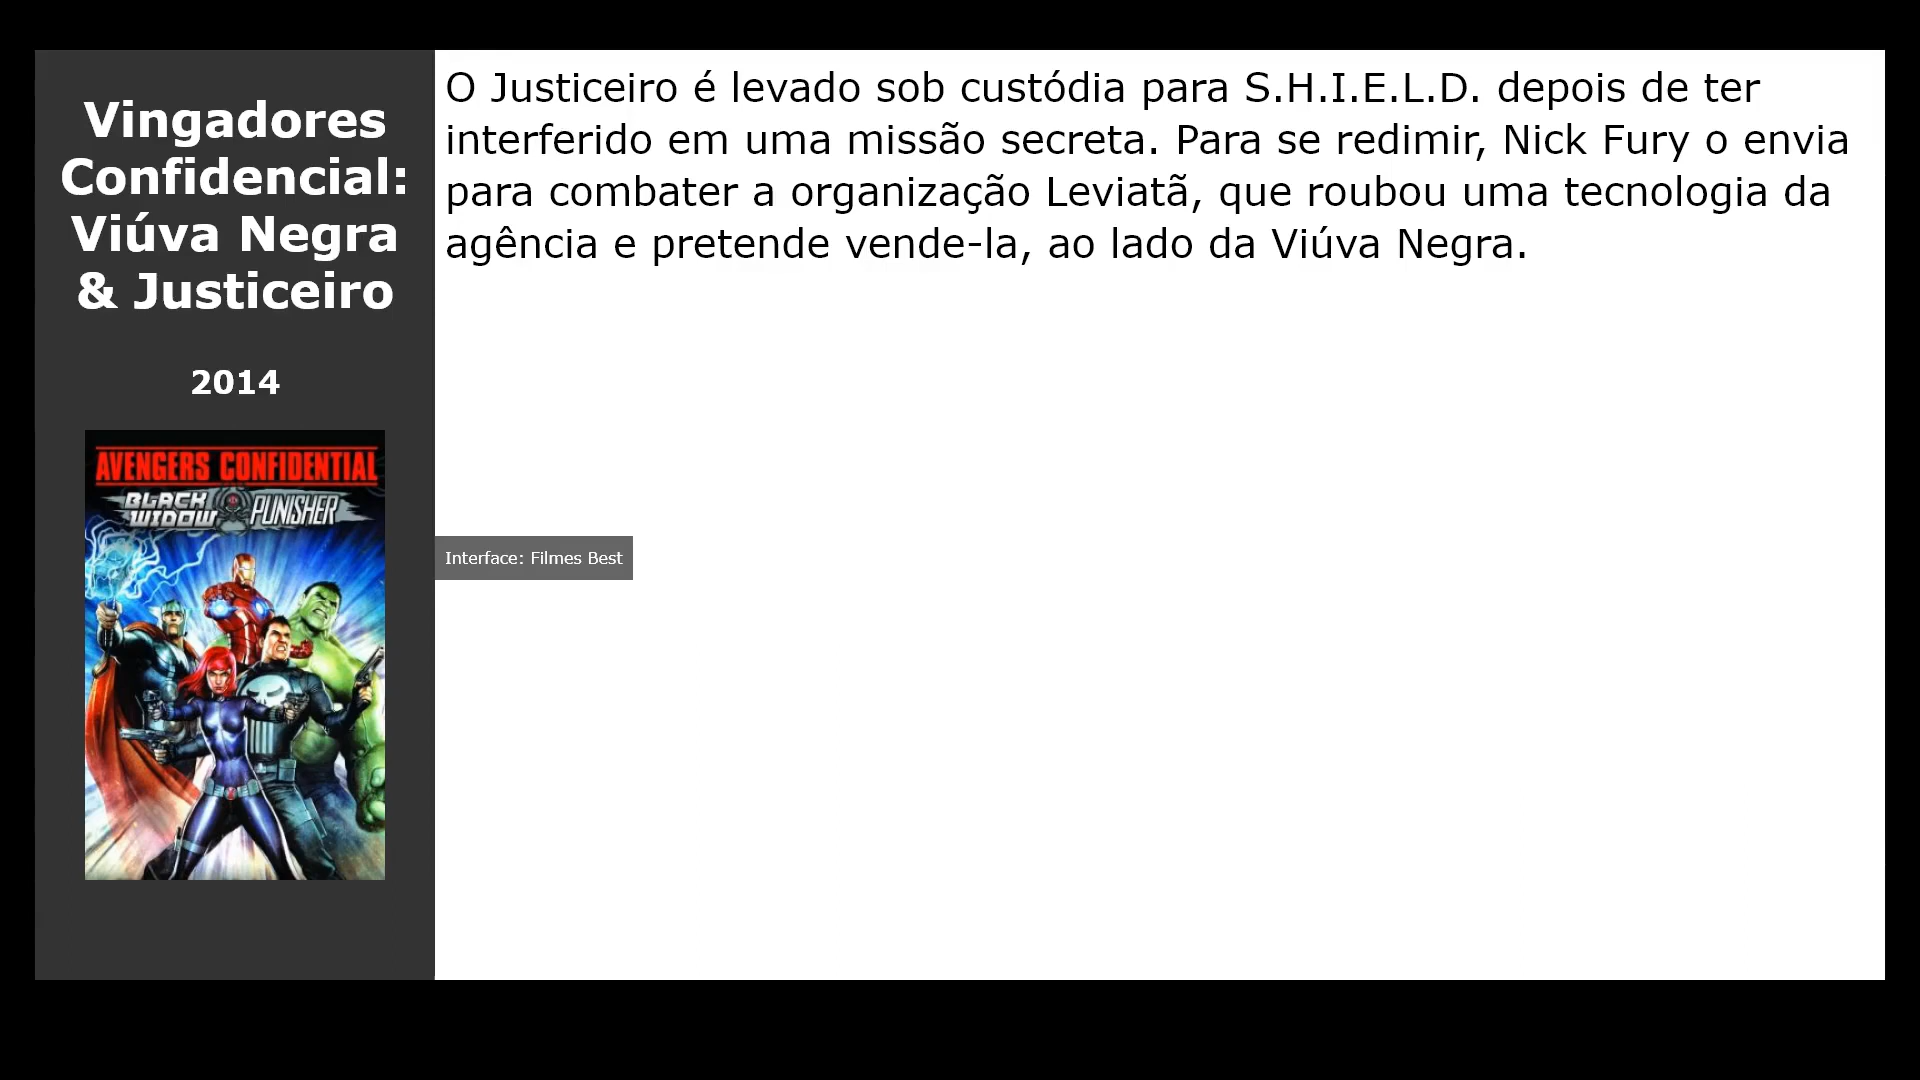 Vingadores
Confidencial:
Viúva Negra
& Justiceiro
2014
AVENGERS CONFIDENTIAL
BLACK
WIDOW
PUNISHER
O Justiceiro é levado sob custódia para S.H.I.E.L.D. depois de ter
interferido em uma missão secreta. Para se redimir, Nick Fury o envia
para combater a organização Leviatã, que roubou uma tecnologia da
agência e pretende vende-la, ao lado da Viúva Negra.
Interface: Filmes Best